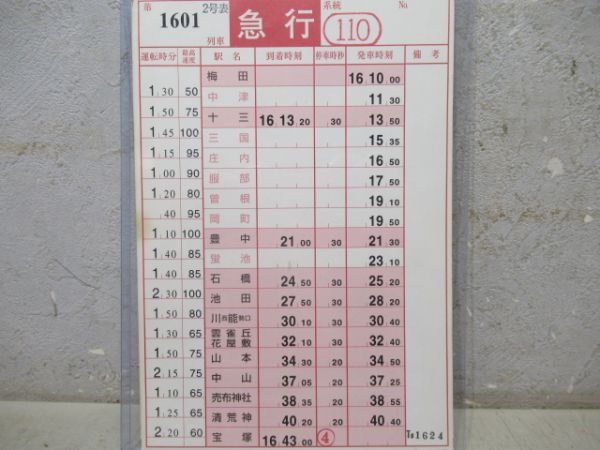 第 1601 2号表 列車 急行 系統 110 No.
運転時分 最高速度 駅名 到着時刻 停車時秒 発車時刻 備考
梅田 16 10 00
1 30 50
中津 11 30
1 50 75
十三 16 13 20 30 13 50
1 45 100
三国 15 35
1 15 95
庄内 16 50
1 00 90
服部 17 50
1 20 80
曽根 19 10
40 95
岡町 19 50
1 10 100
豊中 21 00 30 21 30
1 40 85
蛍池 23 10
1 40 85
石橋 24 50 30 25 20
2 30 100
池田 27 50 30 28 20
1 50 80
川西能勢口 30 10 30 30 40
1 30 65
雲雀丘花屋敷 32 10 30 32 40
1 50 75
山本 34 30 20 34 50
2 15 75
中山 37 05 20 37 25
1 10 65
売布神社 38 35 20 38 55
1 25 65
清荒神 40 20 20 40 40
2 20 60
宝塚 16 43 00 ④ To1624